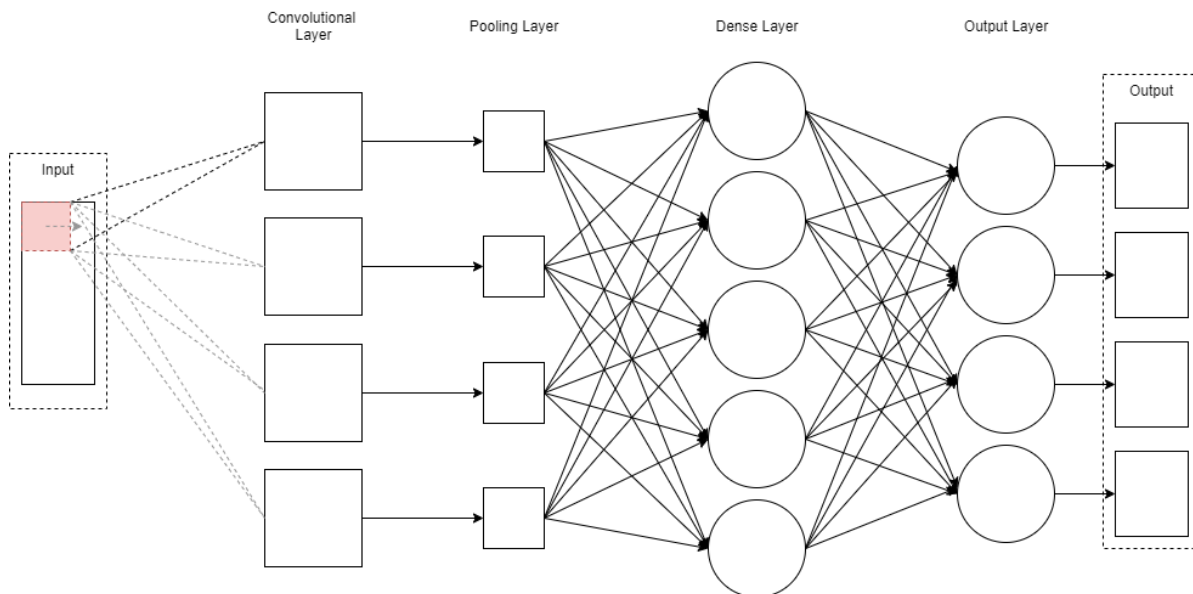 Convolutional
Layer
Pooling Layer
Dense Layer
Output Layer
Input
Output